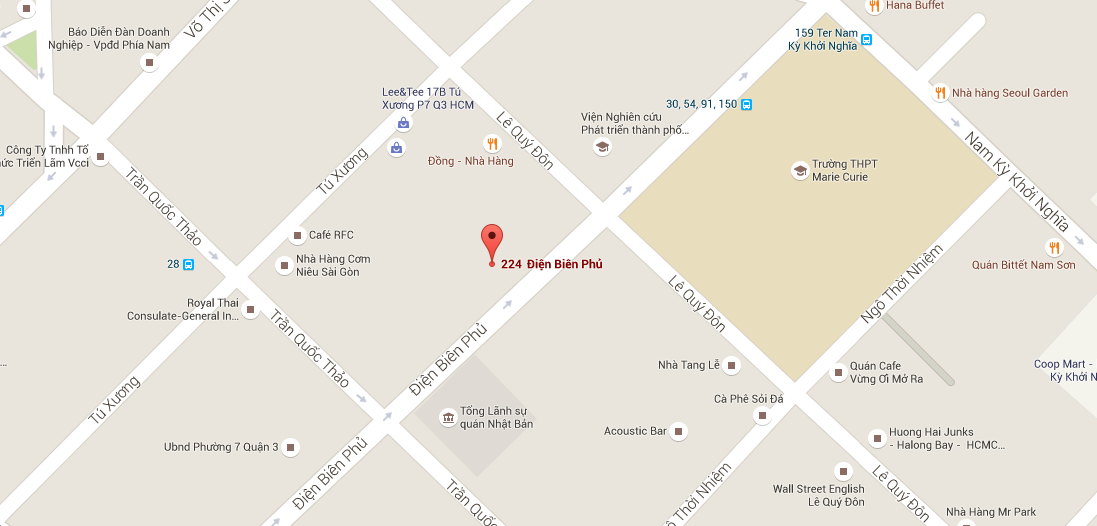 Hana Buffet
Báo Diễn Đàn Doanh
Nghiệp - Vpđd Phía Nam
Võ Thị S
159 Ter Nam
Kỳ Khởi Nghĩa
Lee&Tee 17B Tú
Xương P7 Q3 HCM
30, 54, 91, 150
Nhà hàng Seoul Garden
Lê Quý Đôn
Viện Nghiên cứu
Phát triển thành phố...
Nam Kỳ Khởi Nghĩa
Công Ty Tnhh Tổ
hức Triển Lãm Vcci
Đồng - Nhà Hàng
Tú Xương
Trường THPT
Marie Curie
Trần Quốc Thảo
Café RFC
28
Nhà Hàng Cơm
Niêu Sài Gòn
224 Điện Biên Phủ
Quán Bittết Nam Sơn
Ngô Thời Nhiệm
Lê Quý Đôn
Royal Thai
Consulate-General In...
Trần Quốc Thảo
Điện Biên Phủ
Nhà Tang Lễ
Quán Cafe
Vừng Ơi Mở Ra
Coop Mart -
Kỳ Khởi N
Tú Xương
Cà Phê Sỏi Đá
Tổng Lãnh sự
quán Nhật Bản
Acoustic Bar
Huong Hai Junks
- Halong Bay - HCMC...
Ubnd Phường 7 Quận 3
Điện Biên Phủ
Wall Street English
Lê Quý Đôn
Lê Quý Đôn
Trần Quốc
ô Thời Nhiệm
Nhà Hàng Mr Park